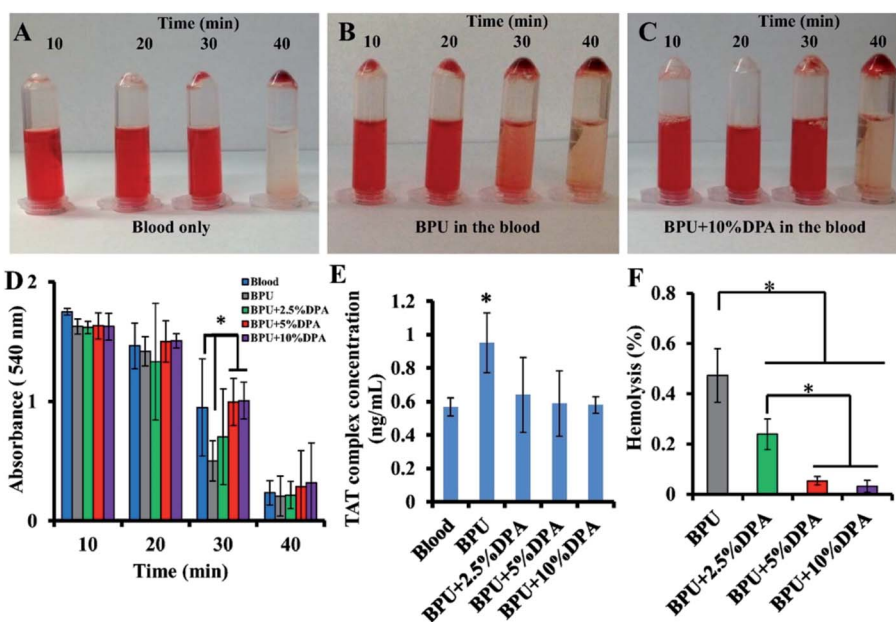 A
Time (min)
10 20 30 40
Blood only
B
Time (min)
10 20 30 40
BPU in the blood
C
Time (min)
10 20 30 40
BPU+10%DPA in the blood
D
Absorbance ( 540 nm)
2
1
0
Blood
BPU
BPU+2.5%DPA
BPU+5%DPA
BPU+10%DPA
*
10 20 30 40
Time (min)
E
TAT complex concentration
(ng/mL)
1.2
1
0.8
0.6
0.4
0.2
0
*
Blood
BPU
BPU+2.5%DPA
BPU+5%DPA
BPU+10%DPA
F
Hemolysis (%)
0.8
0.6
0.4
0.2
0
*
*
BPU
BPU+2.5%DPA
BPU+5%DPA
BPU+10%DPA